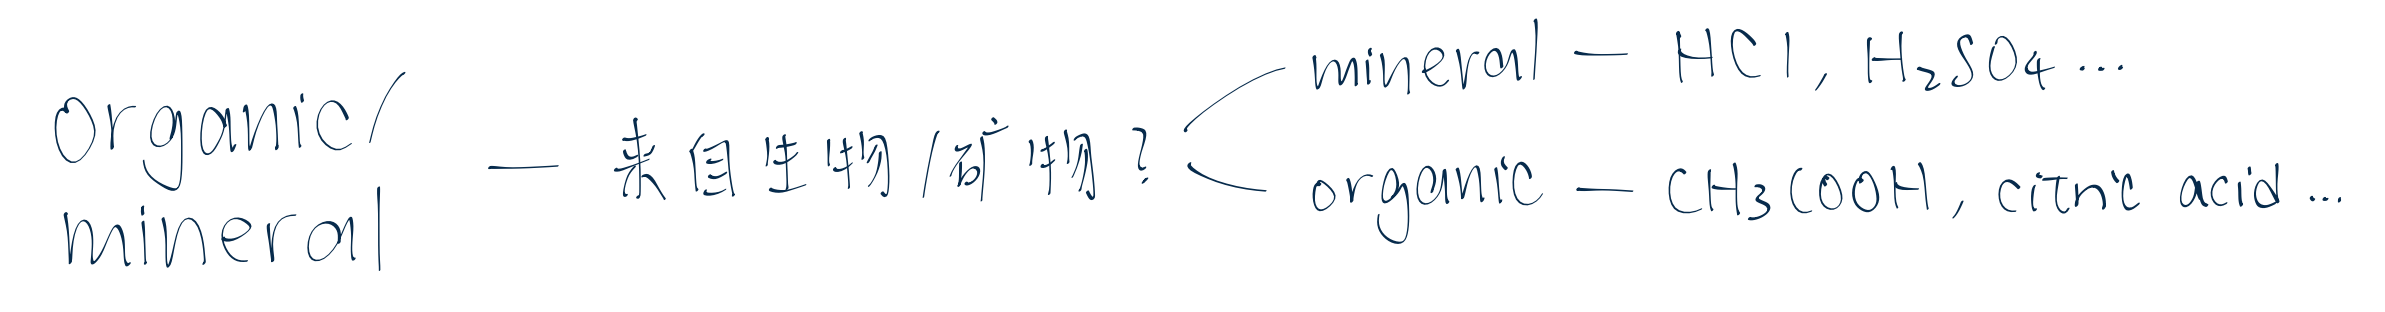 organic/
mineral
— 来自生物/矿物?
mineral — HCl, H₂SO₄ ...
organic — CH₃COOH, citric acid ...